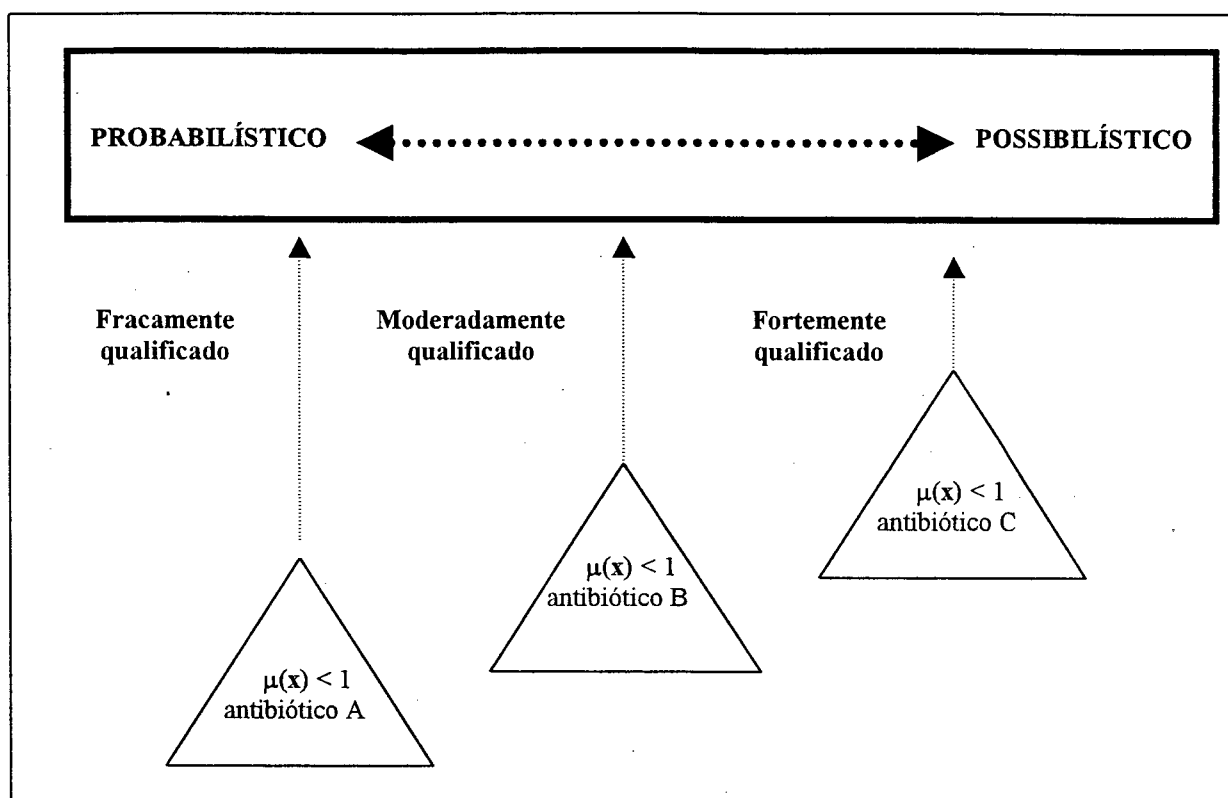 PROBABILÍSTICO
POSSIBILÍSTICO
Fracamente
qualificado
Moderadamente
qualificado
Fortemente
qualificado
μ(x) < 1
antibiótico C
μ(x) < 1
antibiótico B
μ(x) < 1
antibiótico A